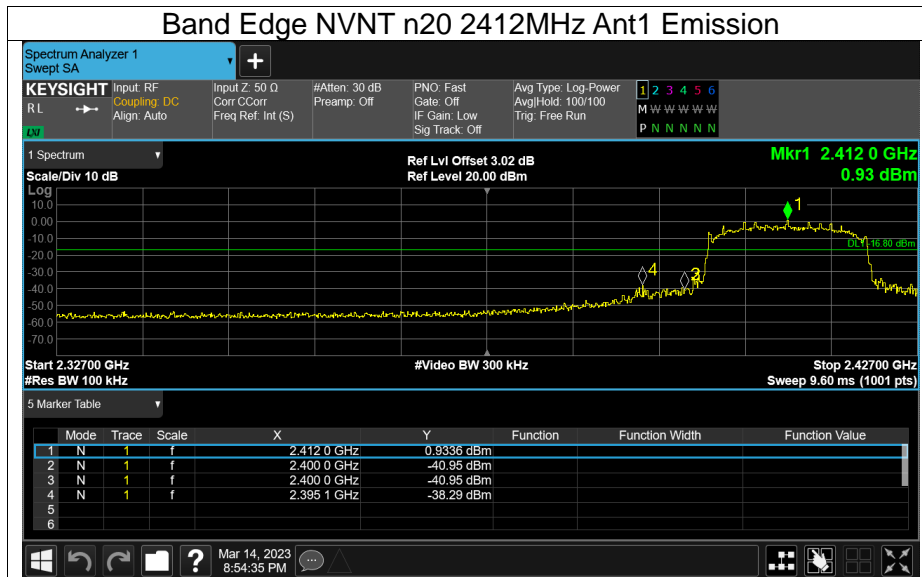 Band Edge NVNT n20 2412MHz Ant1 Emission
Spectrum Analyzer 1
Swept SA
+
KEYSIGHT
RL
LXI
Input: RF
Coupling: DC
Align: Auto
Input Z: 50 Ω
Corr CCorr
Freq Ref: Int (S)
#Atten: 30 dB
Preamp: Off
PNO: Fast
Gate: Off
IF Gain: Low
Sig Track: Off
Avg Type: Log-Power
Avg|Hold: 100/100
Trig: Free Run
1 2 3 4 5 6
M W W W W W
P N N N N N
1 Spectrum
Scale/Div 10 dB
Ref Lvl Offset 3.02 dB
Ref Level 20.00 dBm
Mkr1 2.412 0 GHz
0.93 dBm
Log
10.0
0.00
-10.0
-20.0
-30.0
-40.0
-50.0
-60.0
-70.0
1
DL1 -16.80 dBm
4
Start 2.32700 GHz
#Res BW 100 kHz
#Video BW 300 kHz
Stop 2.42700 GHz
Sweep 9.60 ms (1001 pts)
5 Marker Table
Mode Trace Scale X Y Function Function Width Function Value
1 N 1 f 2.412 0 GHz 0.9336 dBm
2 N 1 f 2.400 0 GHz -40.95 dBm
3 N 1 f 2.400 0 GHz -40.95 dBm
4 N 1 f 2.395 1 GHz -38.29 dBm
5
6
?
Mar 14, 2023
8:54:35 PM